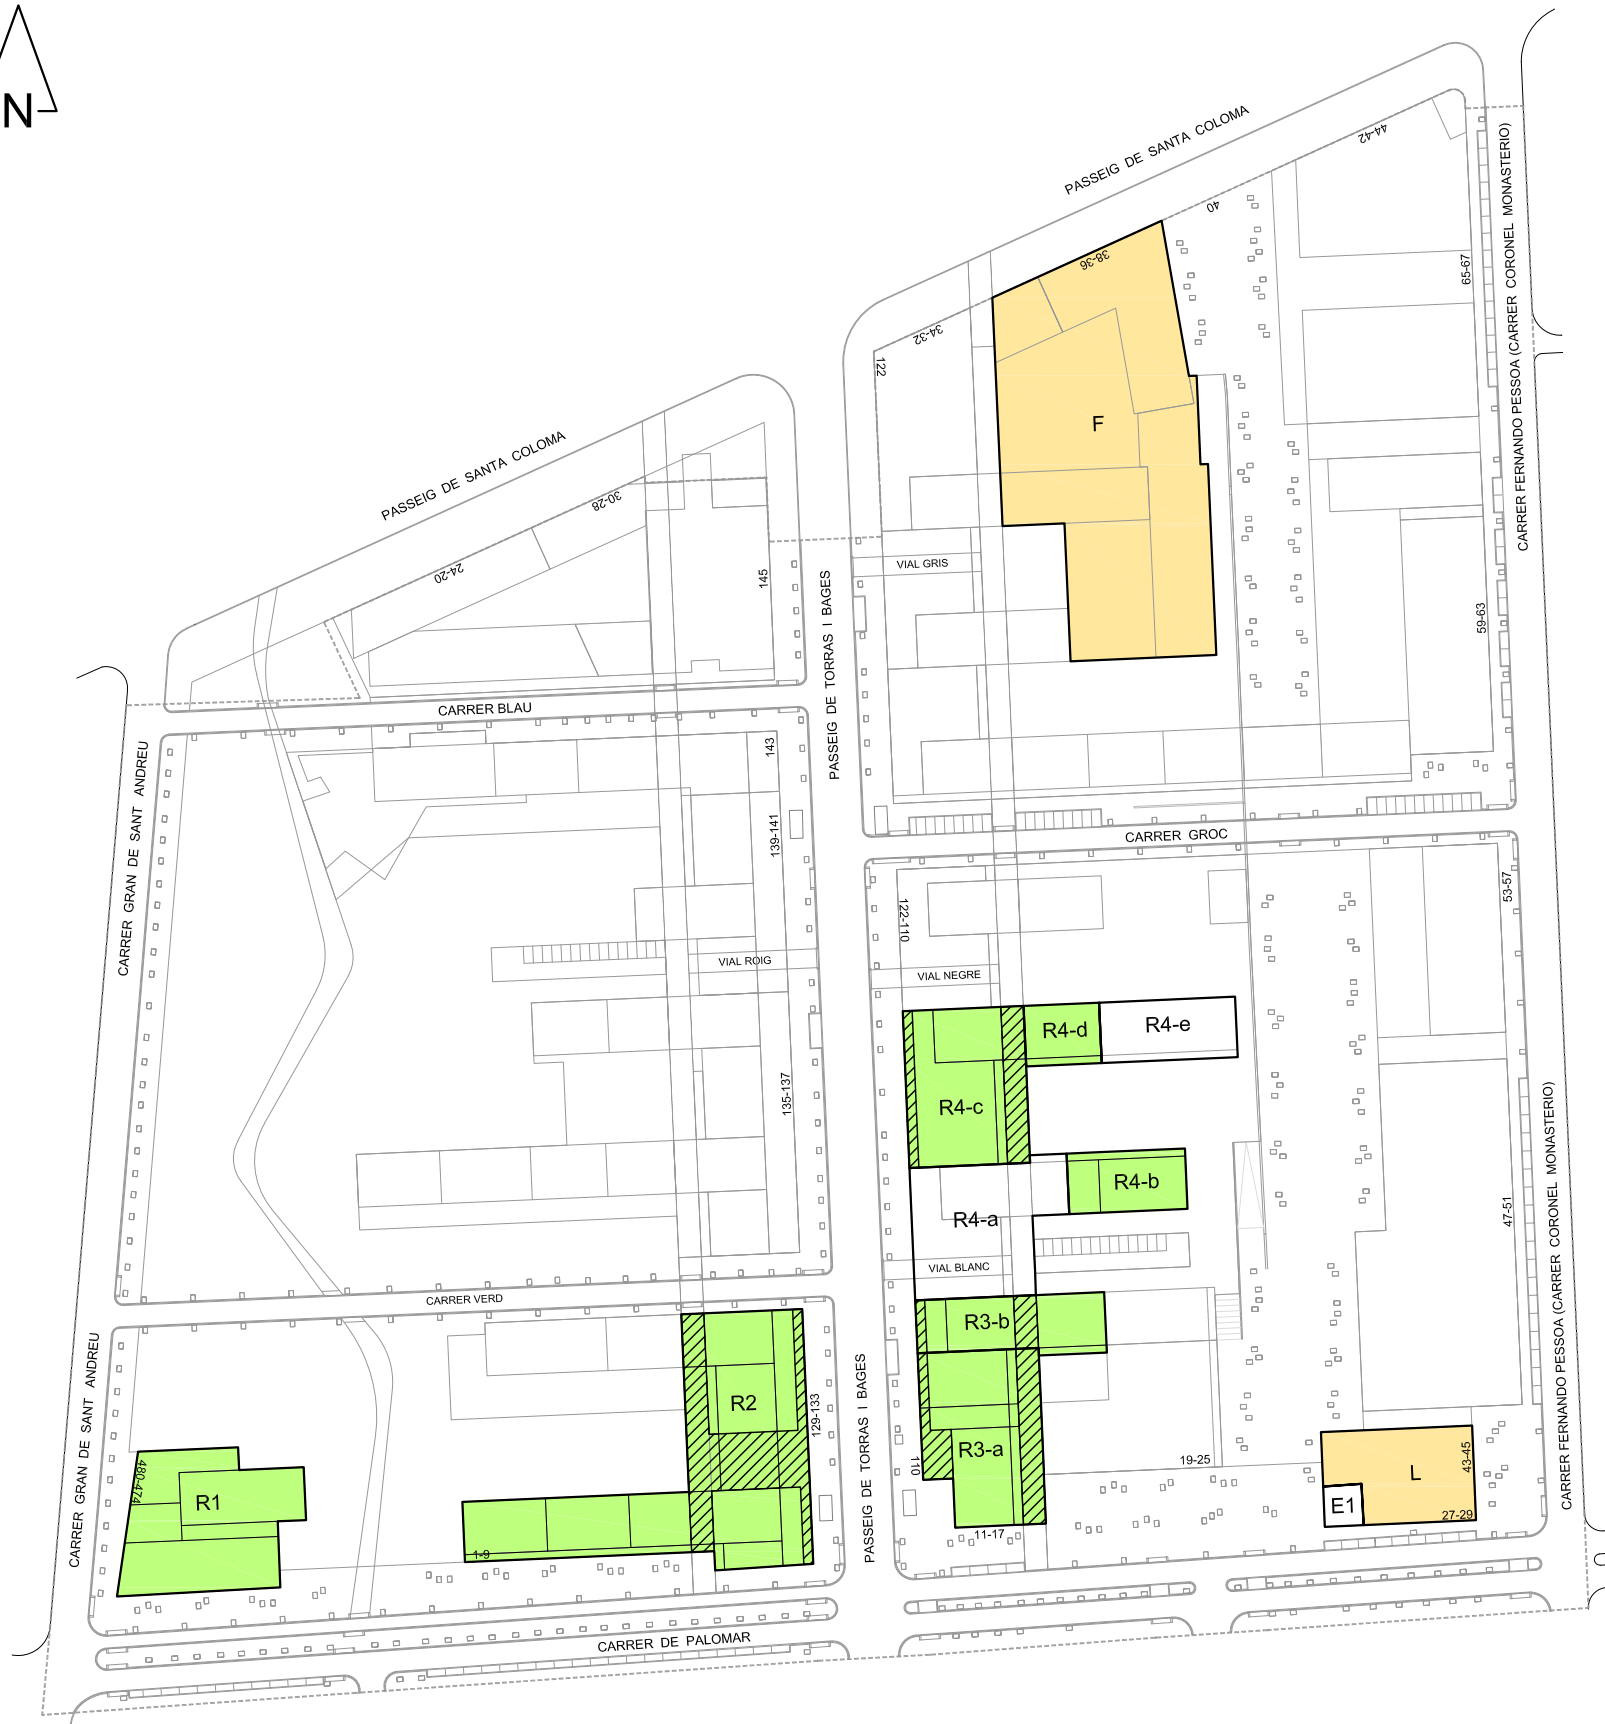 N
PASSEIG DE SANTA COLOMA
44-42
40
38-36
34-32
122
F
65-67
CARRER FERNANDO PESSOA (CARRER CORONEL MONASTERIO)
PASSEIG DE SANTA COLOMA
30-28
24-20
145
VIAL GRIS
PASSEIG DE TORRAS I BAGES
59-63
CARRER BLAU
143
139-141
CARRER GRAN DE SANT ANDREU
CARRER GROC
53-57
122-110
VIAL ROIG
VIAL NEGRE
R4-d
R4-e
R4-c
135-137
R4-b
R4-a
47-51
VIAL BLANC
CARRER VERD
R3-b
CARRER FERNANDO PESSOA (CARRER CORONEL MONASTERIO)
CARRER GRAN DE SANT ANDREU
R2
129-133
PASSEIG DE TORRAS I BAGES
R3-a
110
19-25
43-45
L
480-474
R1
E1
27-29
11-17
1-9
CARRER DE PALOMAR